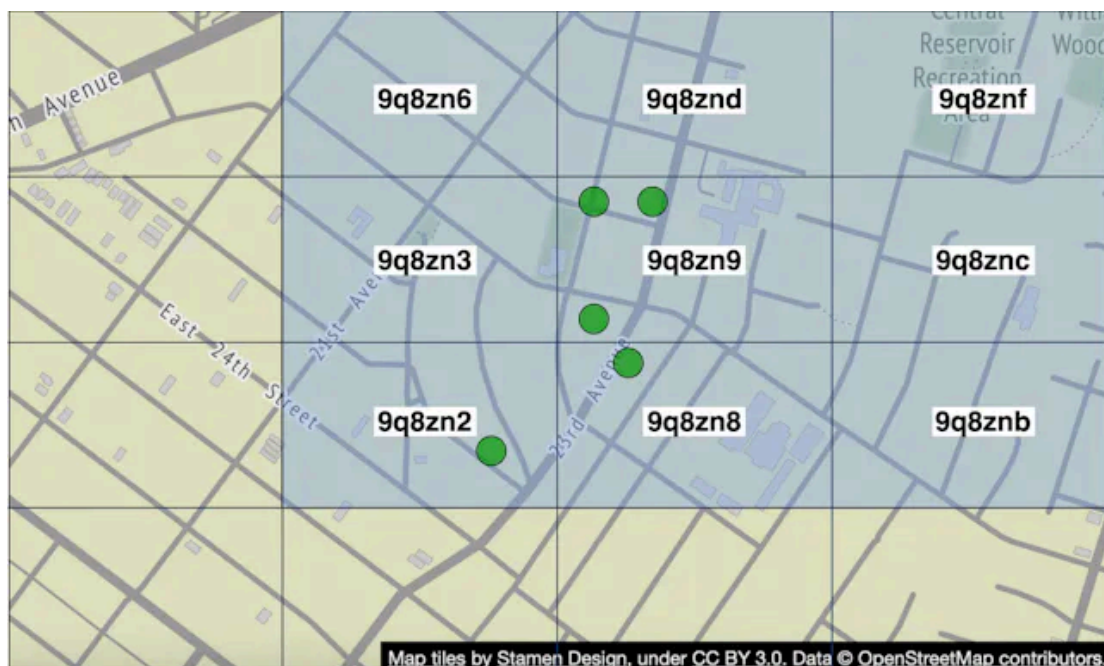 Central
Reservoir
Recreation
Area
Avenue
9q8zn6
9q8znd
9q8znf
9q8zn3
9q8zn9
9q8znc
21st
East 24th Street
23rd Avenue
9q8zn2
9q8zn8
9q8znb
Map tiles by Stamen Design, under CC BY 3.0. Data © OpenStreetMap contributors